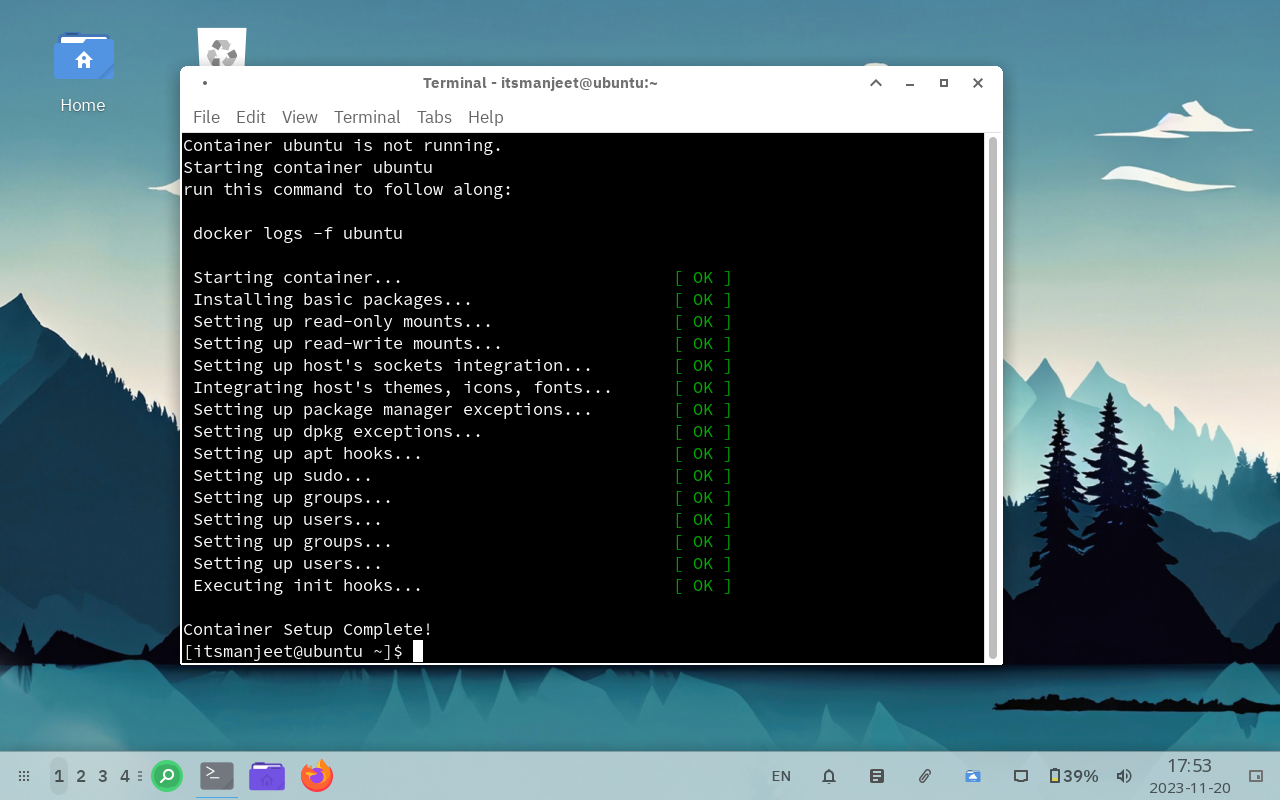 Home
Terminal - itsmanjeet@ubuntu:~
File Edit View Terminal Tabs Help
Container ubuntu is not running.
Starting container ubuntu
run this command to follow along:
docker logs -f ubuntu
Starting container... [ OK ]
Installing basic packages... [ OK ]
Setting up read-only mounts... [ OK ]
Setting up read-write mounts... [ OK ]
Setting up host's sockets integration... [ OK ]
Integrating host's themes, icons, fonts... [ OK ]
Setting up package manager exceptions... [ OK ]
Setting up dpkg exceptions... [ OK ]
Setting up apt hooks... [ OK ]
Setting up sudo... [ OK ]
Setting up groups... [ OK ]
Setting up users... [ OK ]
Setting up groups... [ OK ]
Setting up users... [ OK ]
Executing init hooks... [ OK ]
Container Setup Complete!
[itsmanjeet@ubuntu ~]$
1 2 3 4 EN 39% 17:53
2023-11-20